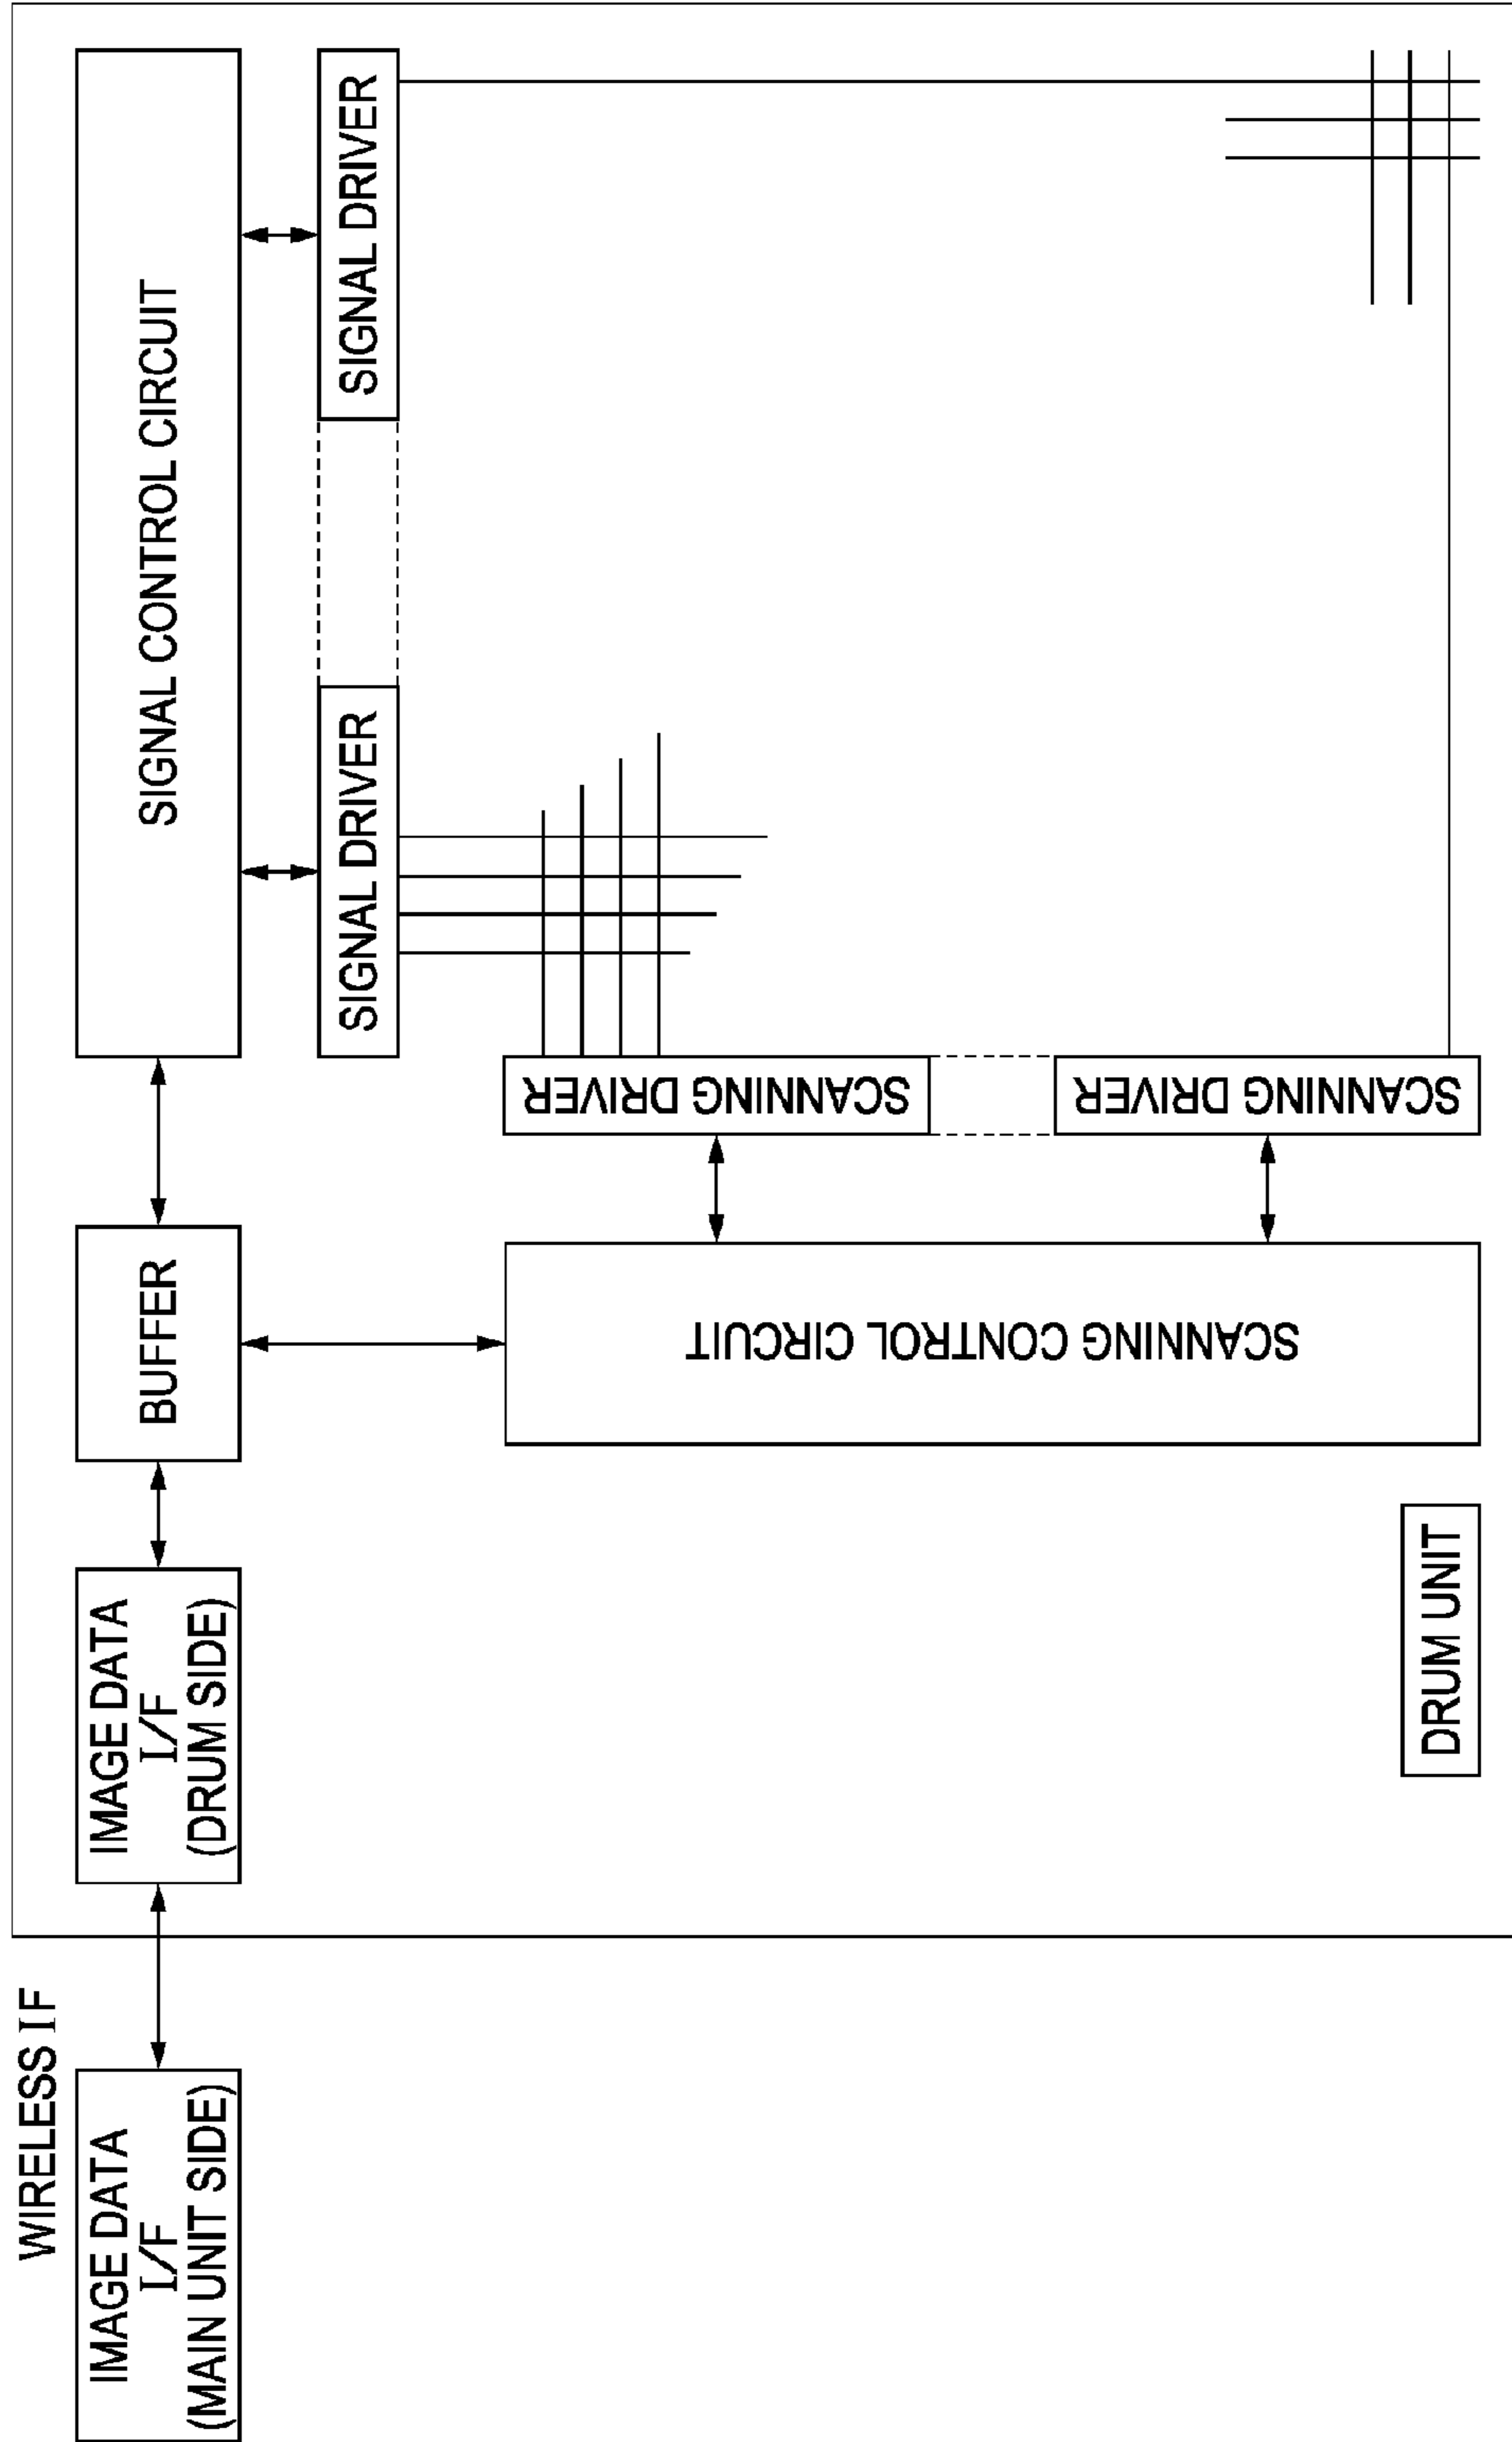 WIRELESS IF
IMAGE DATA
I/F
(MAIN UNIT SIDE)
IMAGE DATA
I/F
(DRUM SIDE)
BUFFER
SIGNAL CONTROL CIRCUIT
SIGNAL DRIVER
SIGNAL DRIVER
SCANNING CONTROL CIRCUIT
SCANNING DRIVER
SCANNING DRIVER
DRUM UNIT